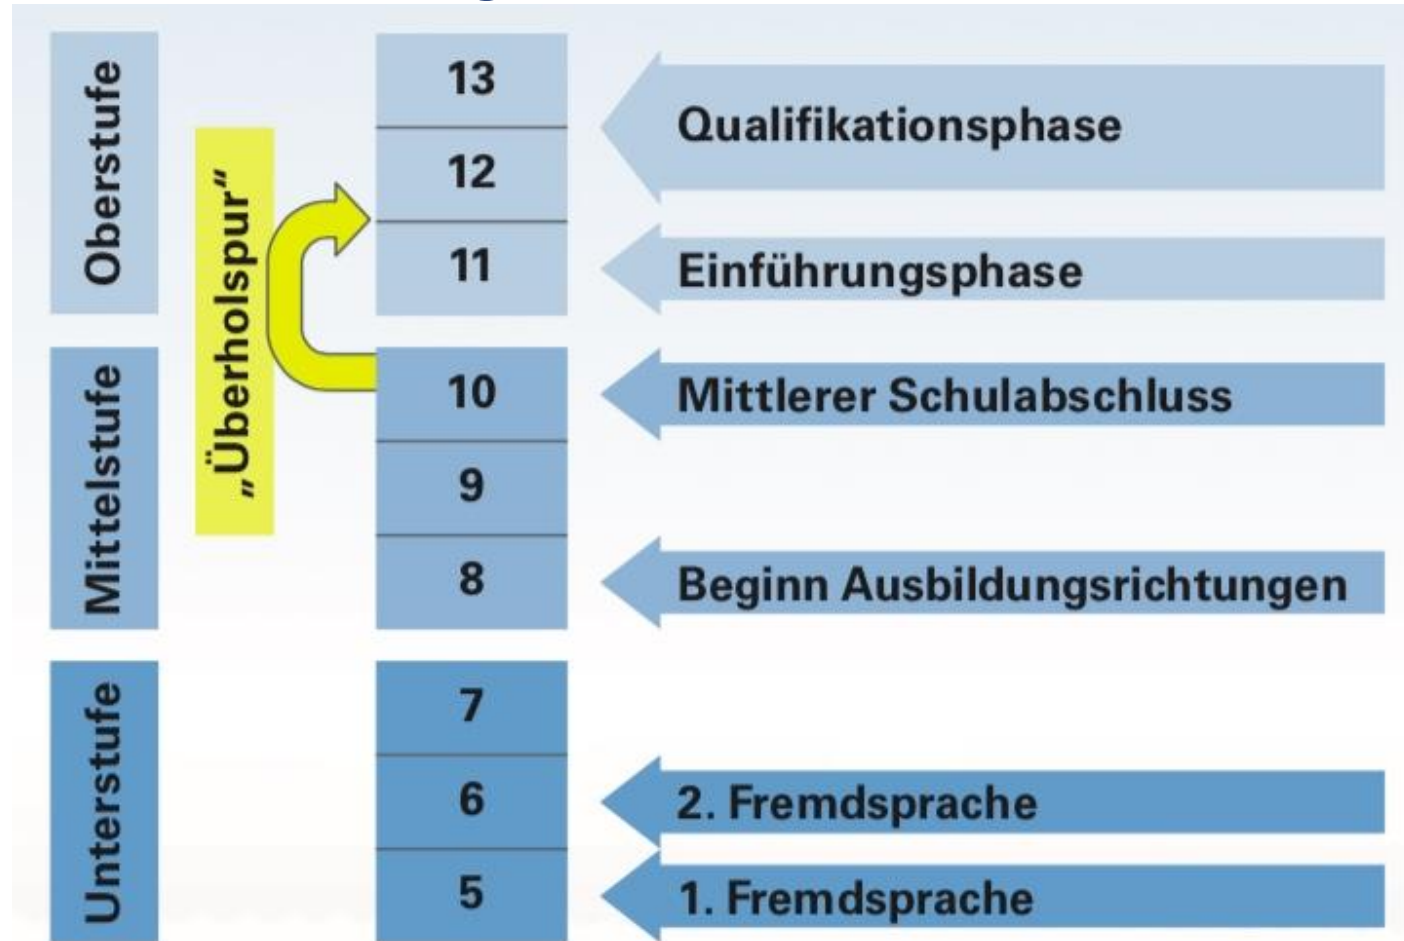 Oberstufe
„Überholspur“
13
12
11
Qualifikationsphase
Einführungsphase
Mittelstufe
10
9
8
Mittlerer Schulabschluss
Beginn Ausbildungsrichtungen
Unterstufe
7
6
5
2. Fremdsprache
1. Fremdsprache